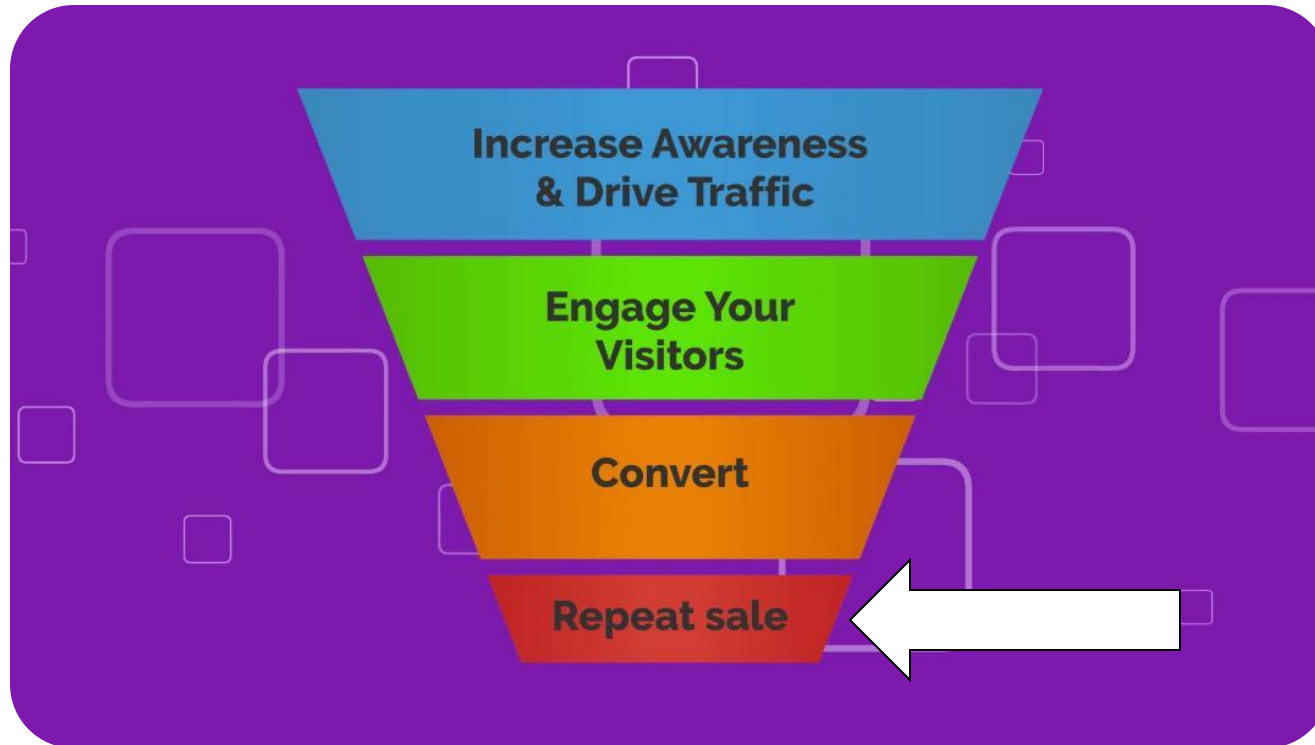 Increase Awareness
& Drive Traffic
Engage Your
Visitors
Convert
Repeat sale